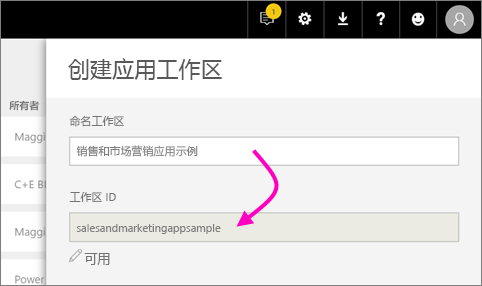 1
?
创建应用工作区
所有者
命名工作区
Maggi
销售和市场营销应用示例
C+E B
工作区 ID
Maggi
salesandmarketingappsample
可用
Power